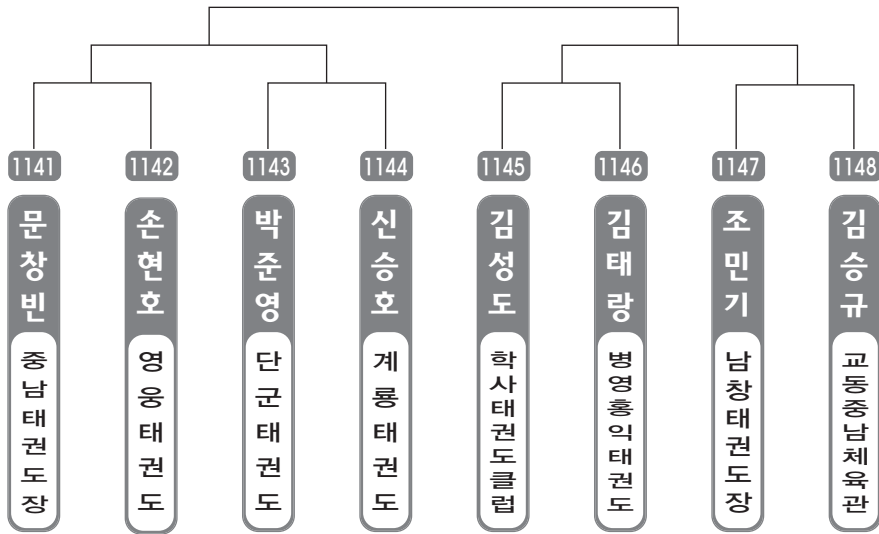 1141
문창빈
중남태권도장
1142
손현호
영웅태권도
1143
박준영
단군태권도
1144
신승호
계룡태권도
1145
김성도
학사태권도클럽
1146
김태랑
병영홍익태권도
1147
조민기
남창태권도장
1148
김승규
교동중남체육관